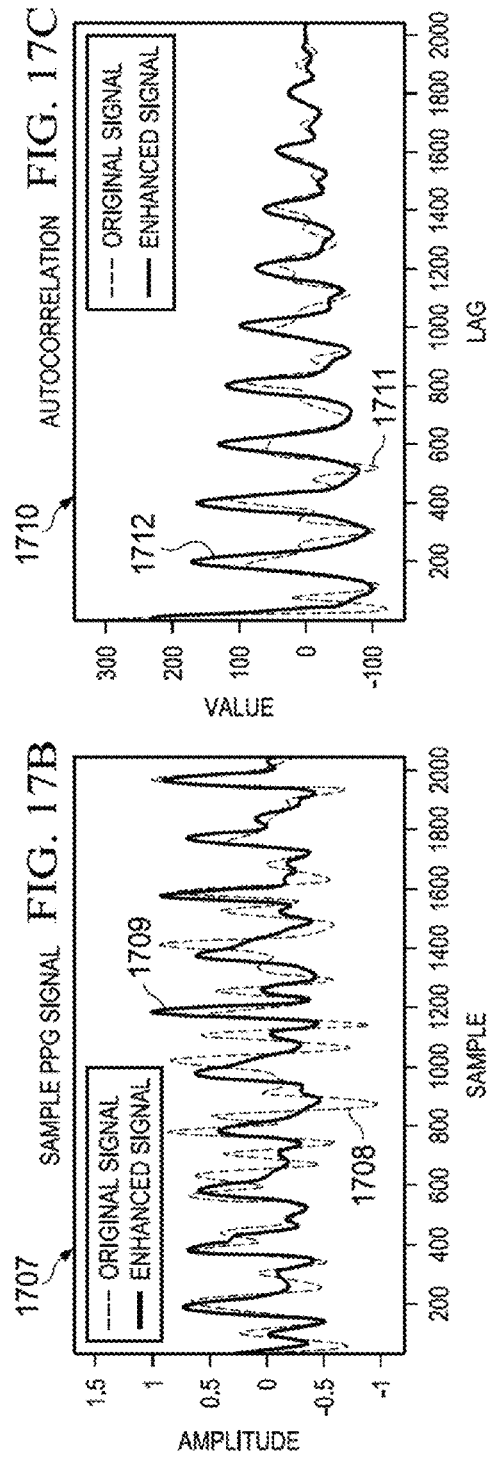 1707
SAMPLE PPG SIGNAL
FIG. 17B
ORIGINAL SIGNAL
ENHANCED SIGNAL
1709
1708
1.5
1
0.5
0
-0.5
-1
AMPLITUDE
200 400 600 800 1000 1200 1400 1600 1800 2000
SAMPLE
1710
AUTOCORRELATION
FIG. 17C
ORIGINAL SIGNAL
ENHANCED SIGNAL
1712
1711
300
200
100
0
-100
VALUE
200 400 600 800 1000 1200 1400 1600 1800 2000
LAG